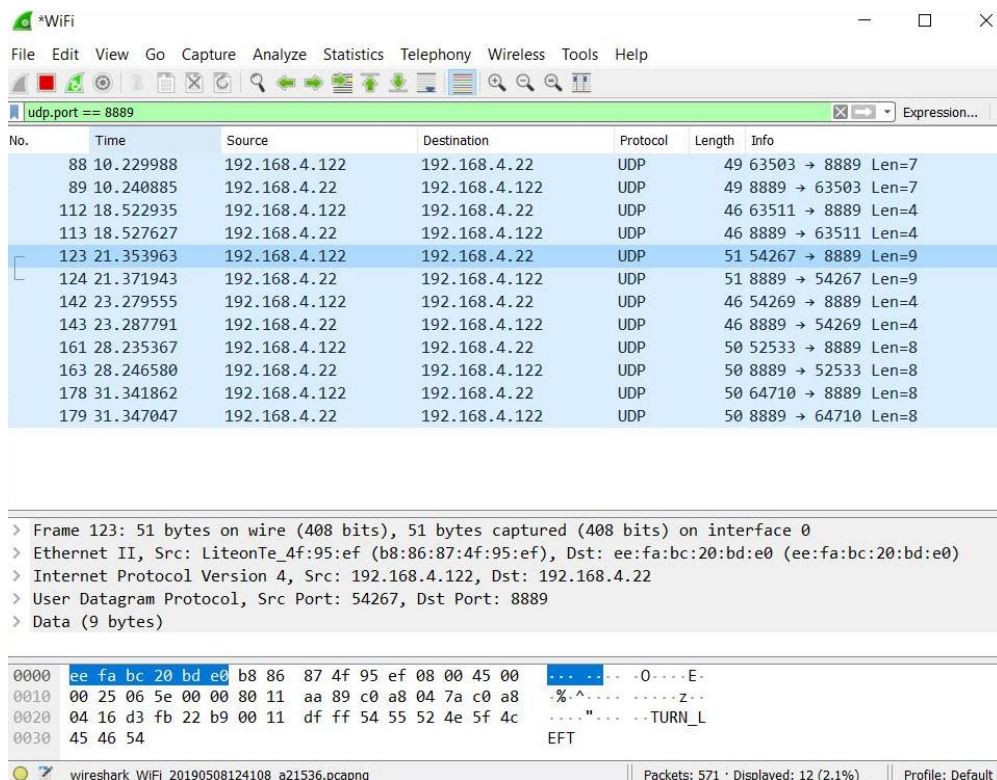 *WiFi
File Edit View Go Capture Analyze Statistics Telephony Wireless Tools Help
udp.port == 8889 Expression...
No. Time Source Destination Protocol Length Info
88 10.229988 192.168.4.122 192.168.4.22 UDP 49 63503 → 8889 Len=7
89 10.240885 192.168.4.22 192.168.4.122 UDP 49 8889 → 63503 Len=7
112 18.522935 192.168.4.122 192.168.4.22 UDP 46 63511 → 8889 Len=4
113 18.527627 192.168.4.22 192.168.4.122 UDP 46 8889 → 63511 Len=4
123 21.353963 192.168.4.122 192.168.4.22 UDP 51 54267 → 8889 Len=9
124 21.371943 192.168.4.22 192.168.4.122 UDP 51 8889 → 54267 Len=9
142 23.279555 192.168.4.122 192.168.4.22 UDP 46 54269 → 8889 Len=4
143 23.287791 192.168.4.22 192.168.4.122 UDP 46 8889 → 54269 Len=4
161 28.235367 192.168.4.122 192.168.4.22 UDP 50 52533 → 8889 Len=8
163 28.246580 192.168.4.22 192.168.4.122 UDP 50 8889 → 52533 Len=8
178 31.341862 192.168.4.122 192.168.4.22 UDP 50 64710 → 8889 Len=8
179 31.347047 192.168.4.22 192.168.4.122 UDP 50 8889 → 64710 Len=8
> Frame 123: 51 bytes on wire (408 bits), 51 bytes captured (408 bits) on interface 0
> Ethernet II, Src: LiteonTe_4f:95:ef (b8:86:87:4f:95:ef), Dst: ee:fa:bc:20:bd:e0 (ee:fa:bc:20:bd:e0)
> Internet Protocol Version 4, Src: 192.168.4.122, Dst: 192.168.4.22
> User Datagram Protocol, Src Port: 54267, Dst Port: 8889
> Data (9 bytes)
0000 ee fa bc 20 bd e0 b8 86 87 4f 95 ef 08 00 45 00 ··· ·· ·· ·O····E·
0010 00 25 06 5e 00 00 80 11 aa 89 c0 a8 04 7a c0 a8 ·%·^···· ·····z··
0020 04 16 d3 fb 22 b9 00 11 df ff 54 55 52 4e 5f 4c ····"··· ··TURN_L
0030 45 46 54 EFT
wireshark_WiFi_20190508124108_a21536.pcapng Packets: 571 · Displayed: 12 (2.1%) Profile: Default